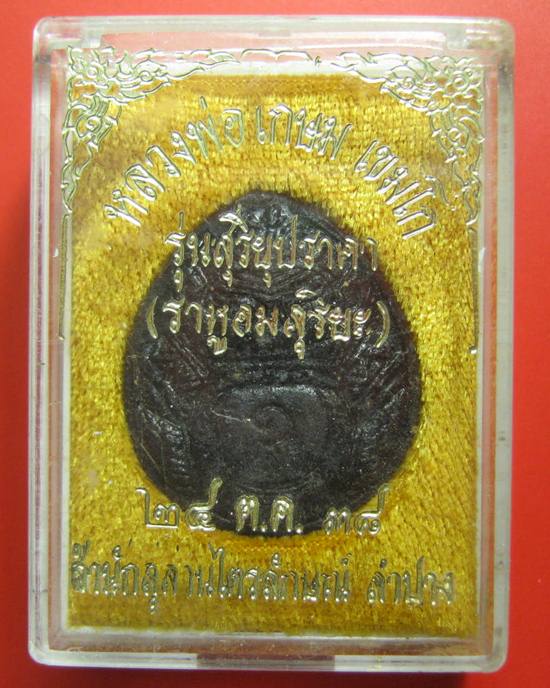 หลวงพ่อ เกษม เขมโก
รุ่นสุริยุปราคา
(ราหูอมสุริยะ)
๒๔ ต.ค. ๓๘
สำนักสุสานไตรลักษณ์ ลำปาง